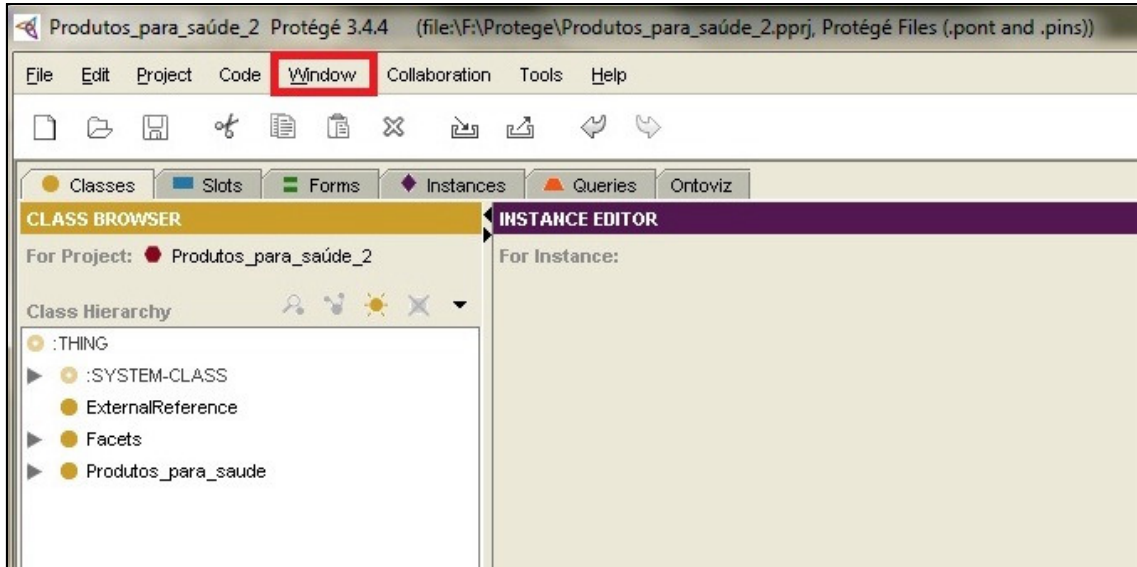 Produtos_para_saúde_2 Protégé 3.4.4 (file:\F:\Protege\Produtos_para_saúde_2.pprj, Protégé Files (.pont and .pins))
File Edit Project Code Window Collaboration Tools Help
Classes Slots Forms Instances Queries Ontoviz
CLASS BROWSER
INSTANCE EDITOR
For Project: Produtos_para_saúde_2
For Instance:
Class Hierarchy
:THING
:SYSTEM-CLASS
ExternalReference
Facets
Produtos_para_saude